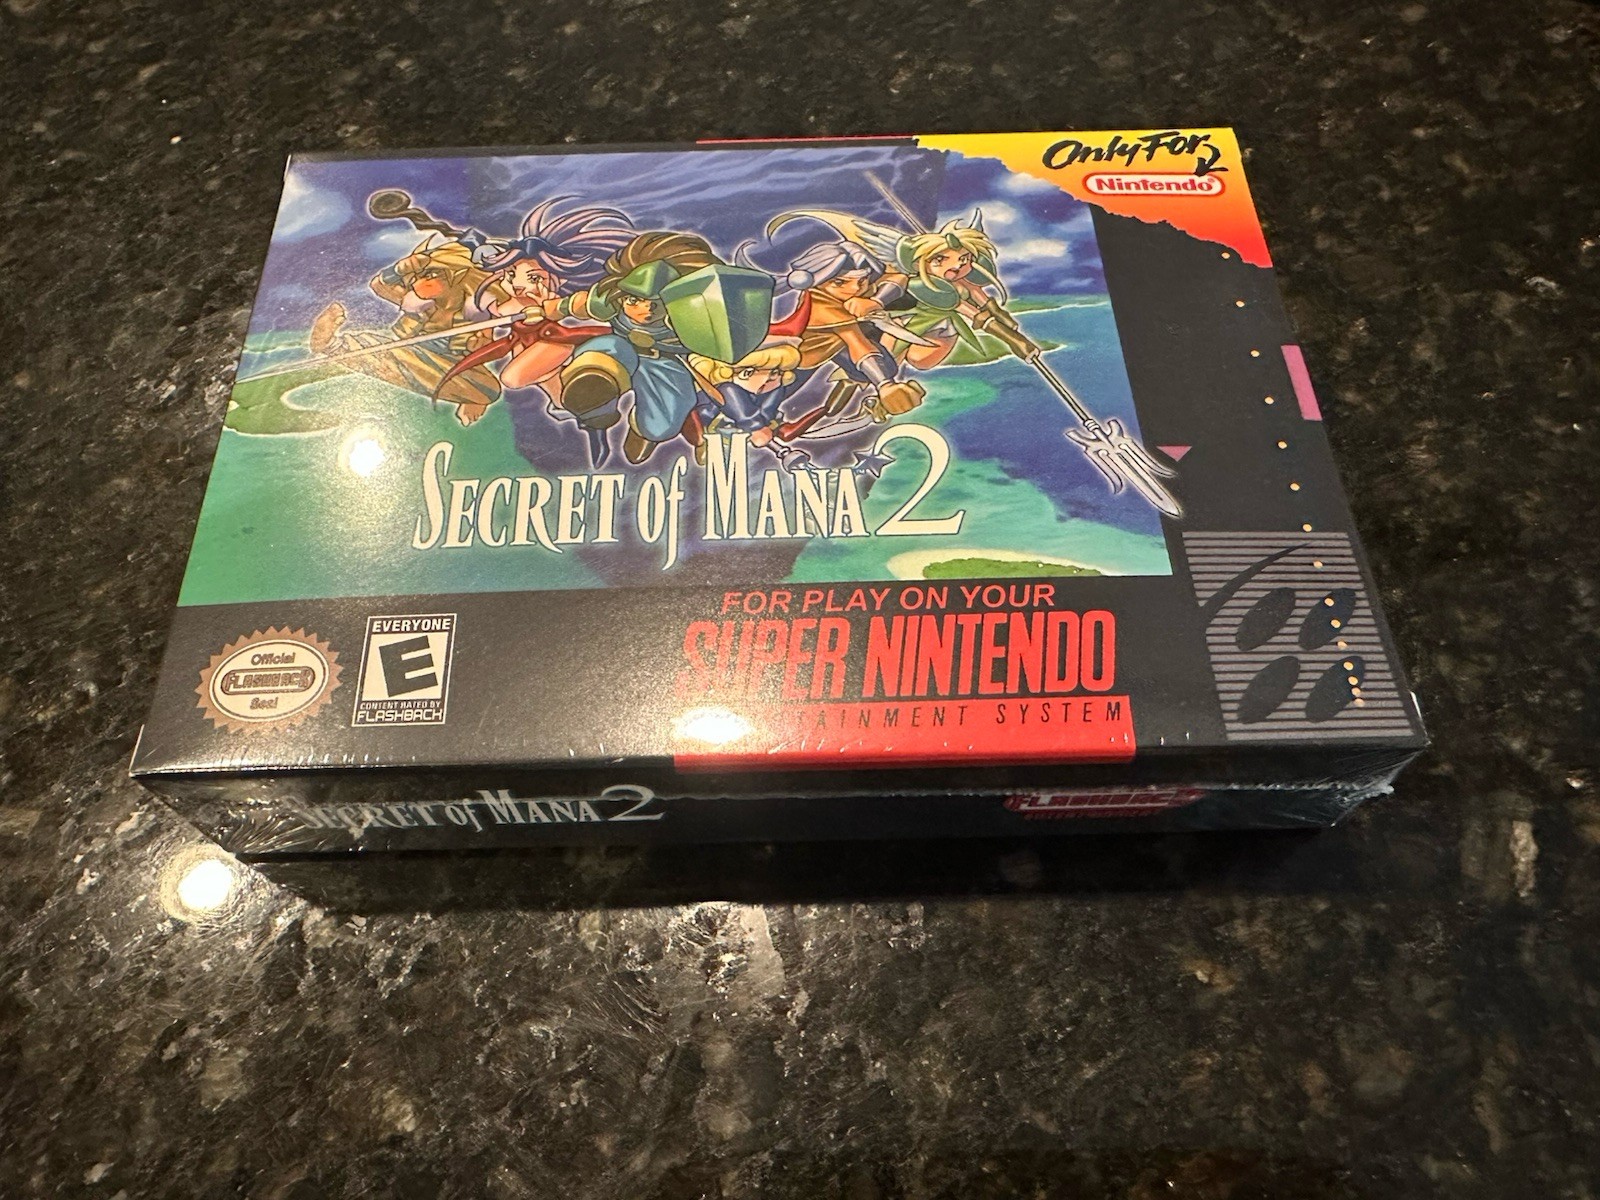 Only For
Nintendo®
SECRET of MANA™ 2
FOR PLAY ON YOUR
SUPER NINTENDO
TAINMENT SYSTEM
Official
FLASHBACK
Seal
EVERYONE
E
CONTENT RATED BY
FLASHBACK
SECRET of MANA 2
FLASHBACK